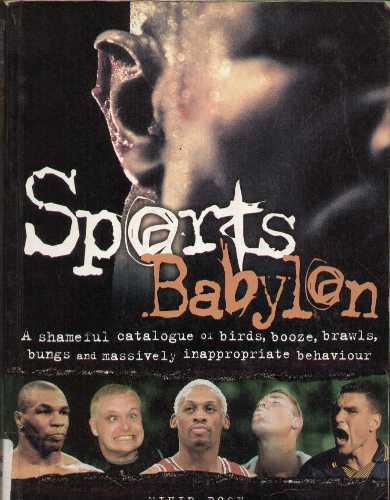 Sports
Babylon
A shameful catalogue of birds, booze, brawls,
bungs and massively inappropriate behaviour